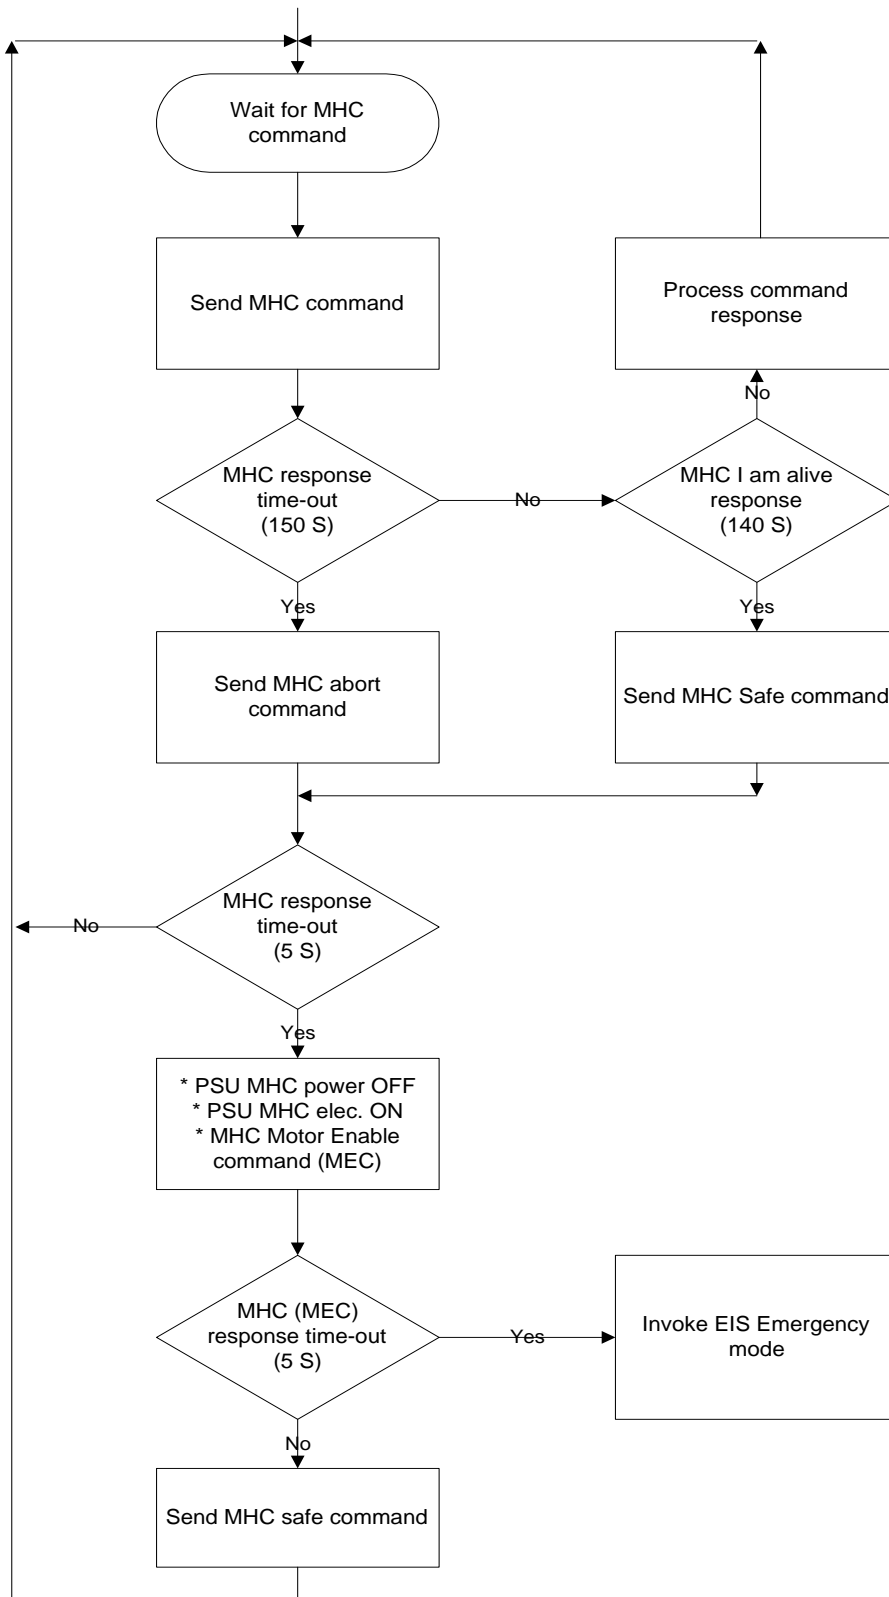 Wait for MHC
command
Send MHC command
Process command
response
No
MHC response
time-out
(150 S)
No
MHC I am alive
response
(140 S)
Yes
Yes
Send MHC abort
command
Send MHC Safe command
MHC response
time-out
(5 S)
No
Yes
* PSU MHC power OFF
* PSU MHC elec. ON
* MHC Motor Enable
command (MEC)
MHC (MEC)
response time-out
(5 S)
Yes
Invoke EIS Emergency
mode
No
Send MHC safe command